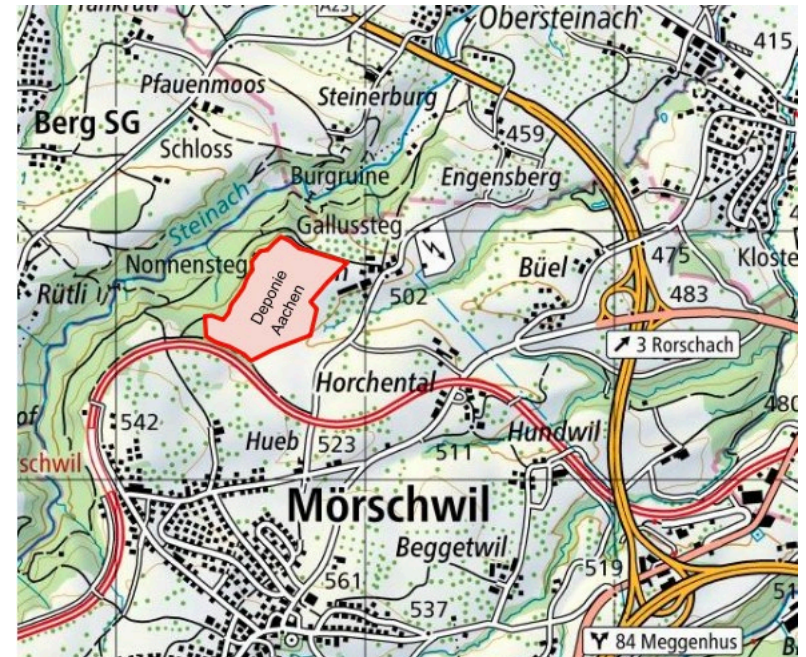 A23
Obersteinach
415
Pfauenmoos
Steinerburg
Berg SG
459
Schloss
Burgruine
Engensberg
Steinach
Gallussteg
Nonnensteg
Büel
475
Rütli
502
483
Deponie
Aachen
3 Rorschach
Horchental
480
542
Hueb
523
Hundwil
511
schwil
Mörschwil
Beggetwil
519
561
537
84 Meggenhus